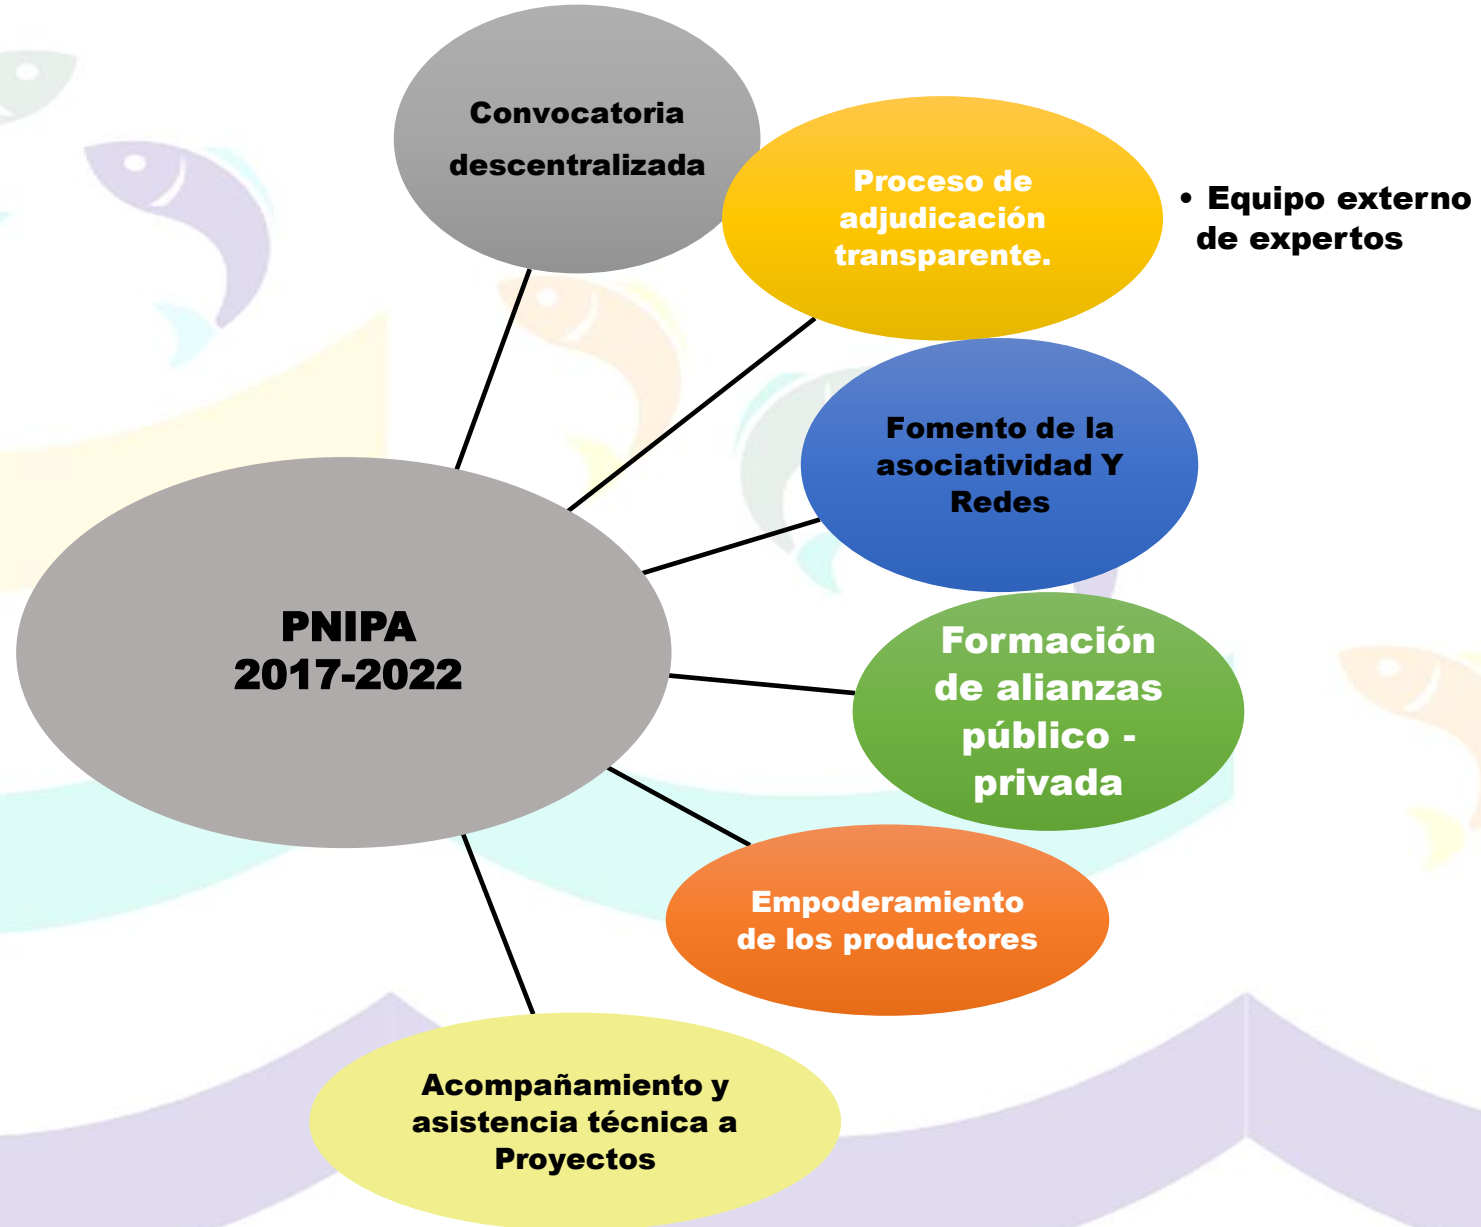 Convocatoria
descentralizada
Proceso de
adjudicación
transparente.
• Equipo externo
de expertos
Fomento de la
asociatividad Y
Redes
PNIPA
2017-2022
Formación
de alianzas
público -
privada
Empoderamiento
de los productores
Acompañamiento y
asistencia técnica a
Proyectos